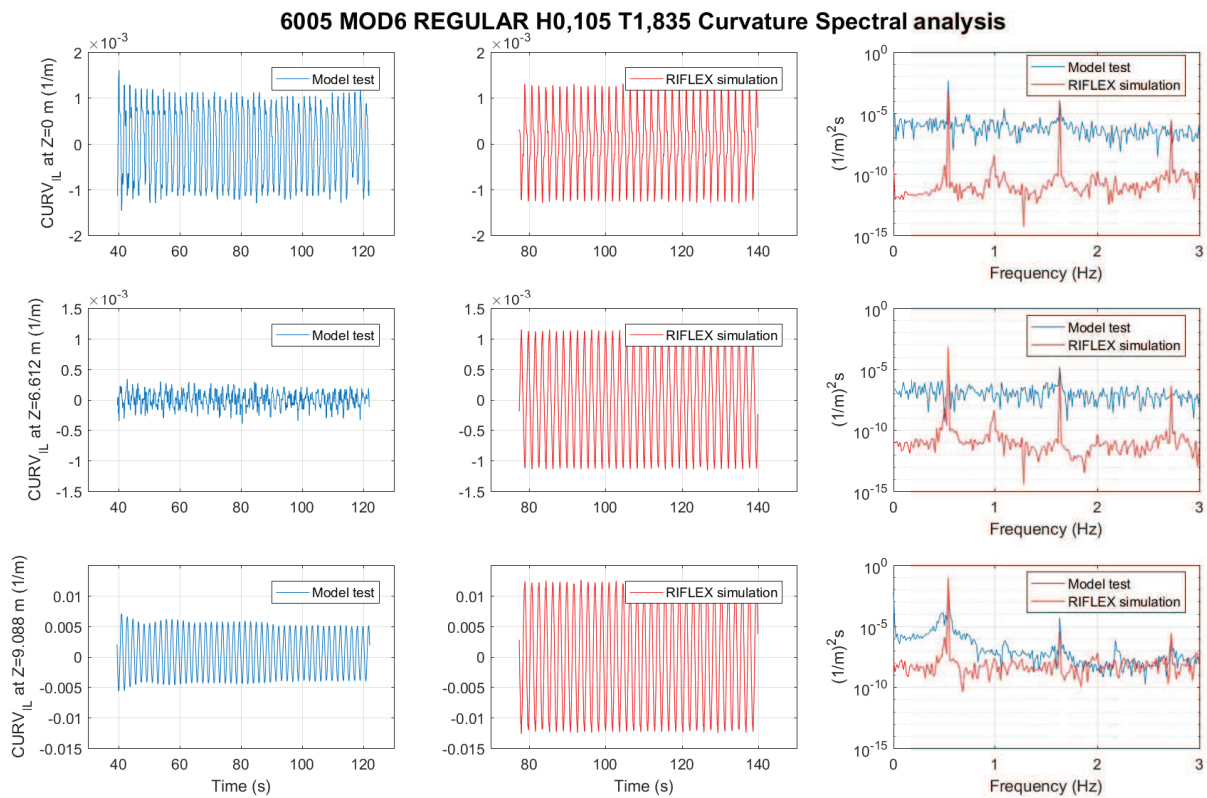 6005 MOD6 REGULAR H0,105 T1,835 Curvature Spectral analysis
×10-3
CURVIL at Z=0 m (1/m)
2
1
0
-1
-2
40 60 80 100 120
Model test
×10-3
2
1
0
-1
-2
80 100 120 140
RIFLEX simulation
(1/m)2s
100
10-5
10-10
10-15
0 1 2 3
Frequency (Hz)
Model test
RIFLEX simulation
×10-3
CURVIL at Z=6.612 m (1/m)
1.5
1
0.5
0
-0.5
-1
-1.5
40 60 80 100 120
Model test
×10-3
1.5
1
0.5
0
-0.5
-1
-1.5
80 100 120 140
RIFLEX simulation
(1/m)2s
100
10-5
10-10
10-15
0 1 2 3
Frequency (Hz)
Model test
RIFLEX simulation
CURVIL at Z=9.088 m (1/m)
0.01
0.005
0
-0.005
-0.01
-0.015
40 60 80 100 120
Time (s)
Model test
0.01
0.005
0
-0.005
-0.01
-0.015
80 100 120 140
Time (s)
RIFLEX simulation
(1/m)2s
100
10-5
10-10
10-15
0 1 2 3
Frequency (Hz)
Model test
RIFLEX simulation